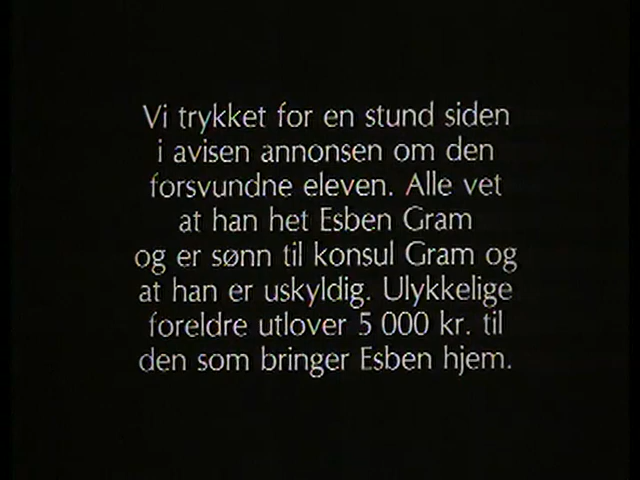 Vi trykket for en stund siden
i avisen annonsen om den
forsvundne eleven. Alle vet
at han het Esben Gram
og er sønn til konsul Gram og
at han er uskyldig. Ulykkelige
foreldre utlover 5 000 kr. til
den som bringer Esben hjem.